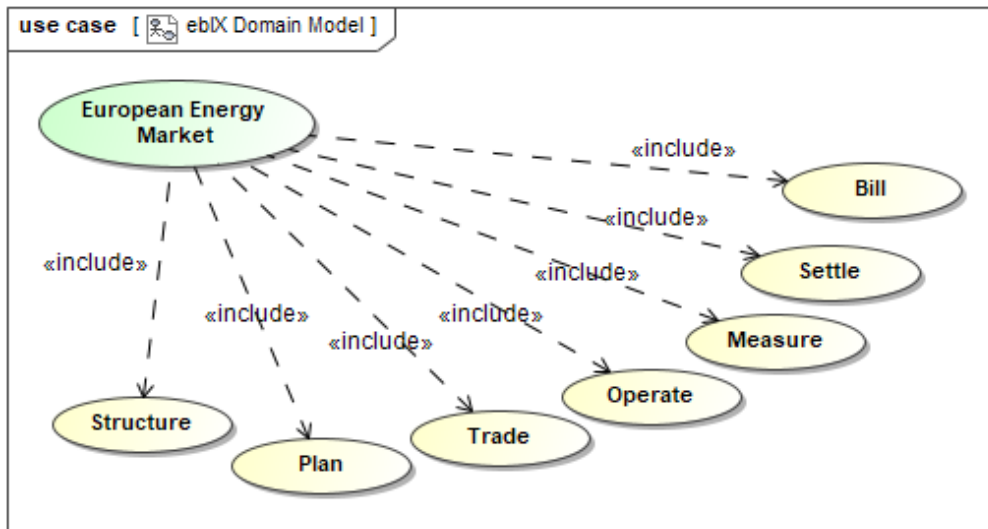 use case [ ebIX Domain Model ]
European Energy
Market
«include»
Bill
«include»
Settle
«include»
«include»
Measure
«include»
«include»
«include»
Operate
Structure
Trade
Plan